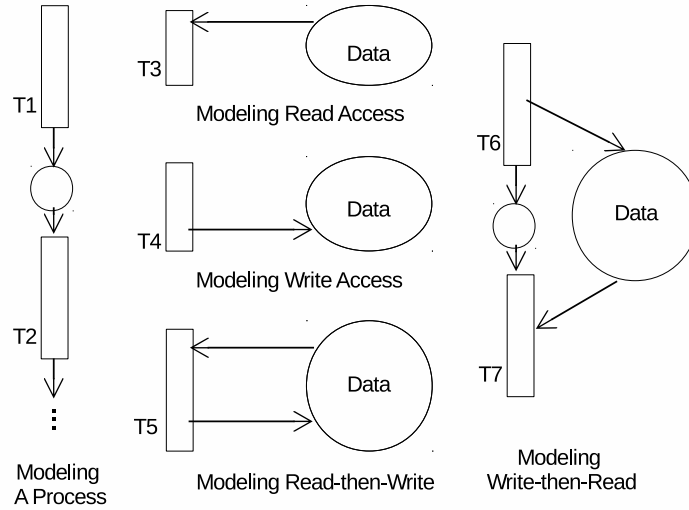 T1
T2
Modeling
A Process
T3
Data
Modeling Read Access
T4
Data
Modeling Write Access
T5
Data
Modeling Read-then-Write
T6
Data
T7
Modeling
Write-then-Read